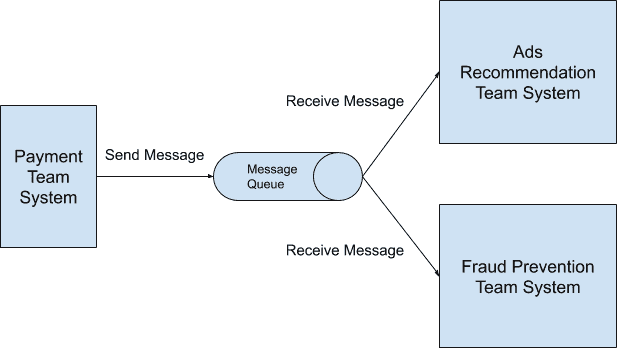 Payment
Team
System
Send Message
Message
Queue
Receive Message
Ads
Recommendation
Team System
Receive Message
Fraud Prevention
Team System